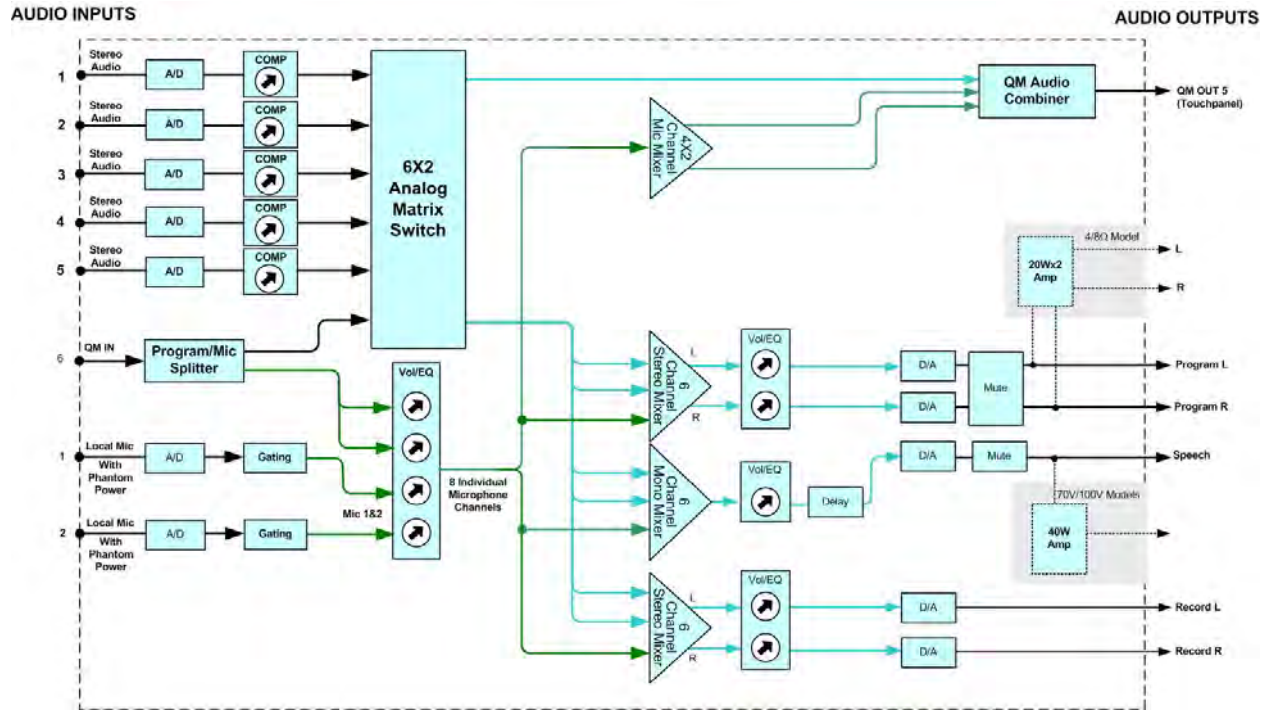 AUDIO INPUTS
AUDIO OUTPUTS
1
Stereo
Audio
A/D
COMP
2
Stereo
Audio
A/D
COMP
3
Stereo
Audio
A/D
COMP
4
Stereo
Audio
A/D
COMP
5
Stereo
Audio
A/D
COMP
6X2
Analog
Matrix
Switch
QM Audio
Combiner
QM OUT 5
(Touchpanel)
4X2
Channel
Mic Mixer
4/8Ω Model
20Wx2
Amp
L
R
6
QM IN
Program/Mic
Splitter
Vol/EQ
1
Local Mic
With
Phantom
Power
A/D
Gating
2
Local Mic
With
Phantom
Power
A/D
Gating
Mic 1&2
8 Individual
Microphone
Channels
6
Channel
Stereo Mixer
L
R
Vol/EQ
D/A
D/A
Mute
Program L
Program R
6
Channel
Mono Mixer
Vol/EQ
Delay
D/A
Mute
Speech
70V/100V Models
40W
Amp
6
Channel
Stereo Mixer
L
R
Vol/EQ
D/A
D/A
Record L
Record R